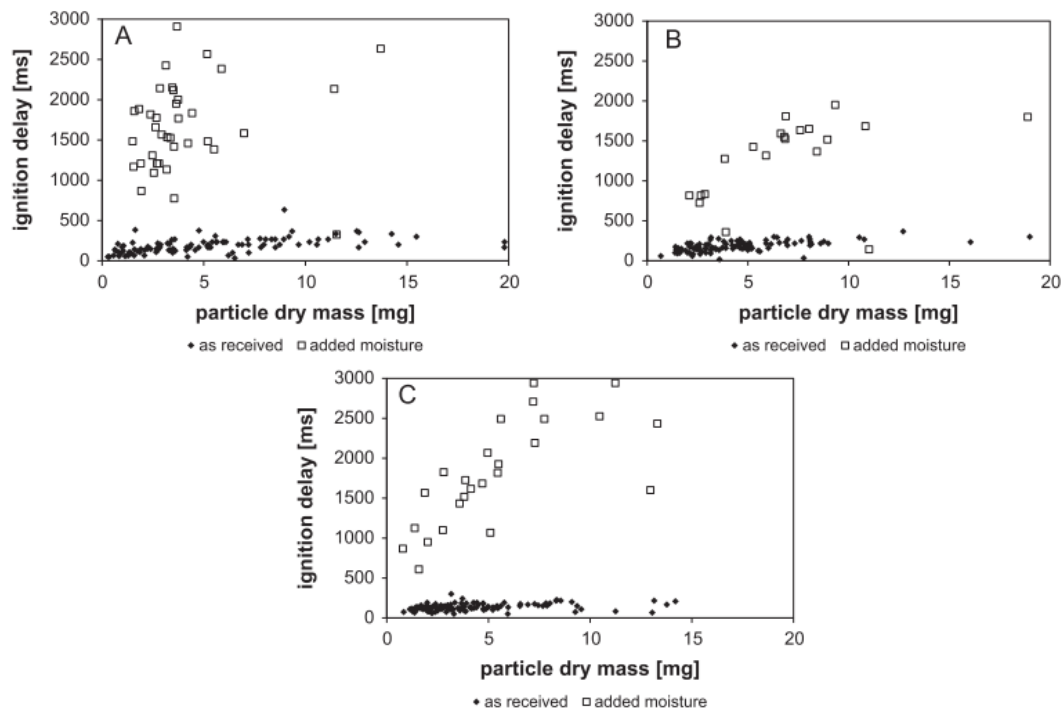 A
ignition delay [ms]
3000
2500
2000
1500
1000
500
0
0 5 10 15 20
particle dry mass [mg]
as received added moisture
B
ignition delay [ms]
3000
2500
2000
1500
1000
500
0
0 5 10 15 20
particle dry mass [mg]
as received added moisture
C
ignition delay [ms]
3000
2500
2000
1500
1000
500
0
0 5 10 15 20
particle dry mass [mg]
as received added moisture